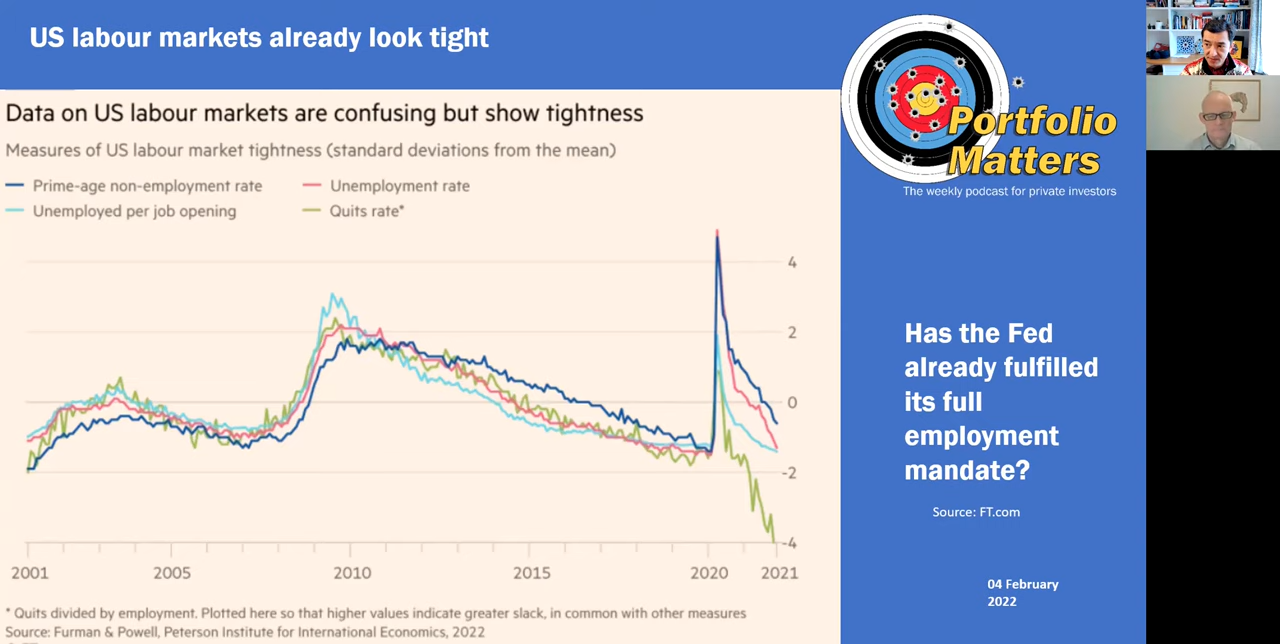 US labour markets already look tight
Data on US labour markets are confusing but show tightness
Measures of US labour market tightness (standard deviations from the mean)
Prime-age non-employment rate
Unemployment rate
Unemployed per job opening
Quits rate*
4
2
0
-2
-4
2001
2005
2010
2015
2020
2021
* Quits divided by employment. Plotted here so that higher values indicate greater slack, in common with other measures
Source: Furman & Powell, Peterson Institute for International Economics, 2022
Portfolio
Matters
The weekly podcast for private investors
Has the Fed
already fulfilled
its full
employment
mandate?
Source: FT.com
04 February
2022